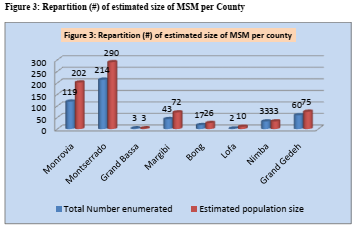 Figure 3: Repartition (#) of estimated size of MSM per County
Figure 3: Repartition (#) of estimated size of MSM per county
300
250
200
150
100
50
0
119 202
214 290
3 3
43 72
17 26
2 10
33 33
60 75
Monrovia
Montserrado
Grand Bassa
Margibi
Bong
Lofa
Nimba
Grand Gedeh
Total Number enumerated
Estimated population size